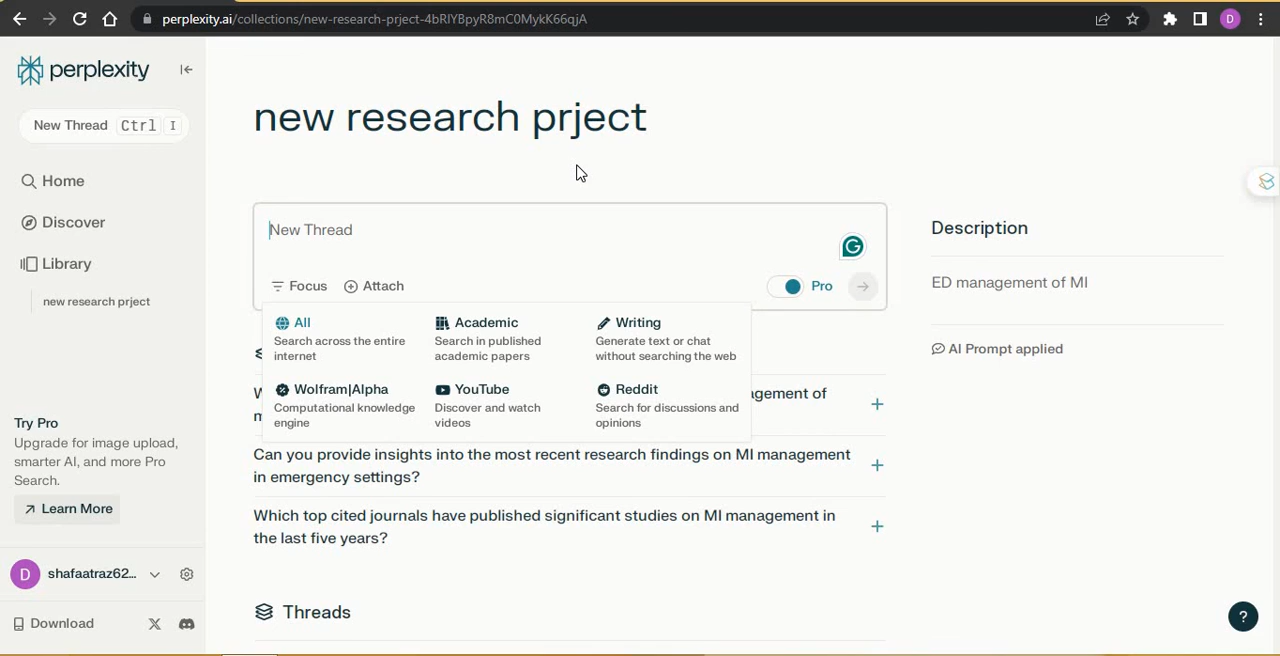 perplexity.ai/collections/new-research-prject-4bRlYBpyR8mC0MykK66qjA
D
perplexity
New Thread Ctrl I
Home
Discover
Library
new research prject
Try Pro
Upgrade for image upload,
smarter AI, and more Pro
Search.
Learn More
D shafaatraz62...
Download
new research prject
New Thread
Focus Attach
Pro
All
Search across the entire
internet
Academic
Search in published
academic papers
Writing
Generate text or chat
without searching the web
Wolfram|Alpha
Computational knowledge
engine
YouTube
Discover and watch
videos
Reddit
Search for discussions and
opinions
agement of
Can you provide insights into the most recent research findings on MI management
in emergency settings?
Which top cited journals have published significant studies on MI management in
the last five years?
Threads
Description
ED management of MI
AI Prompt applied
?